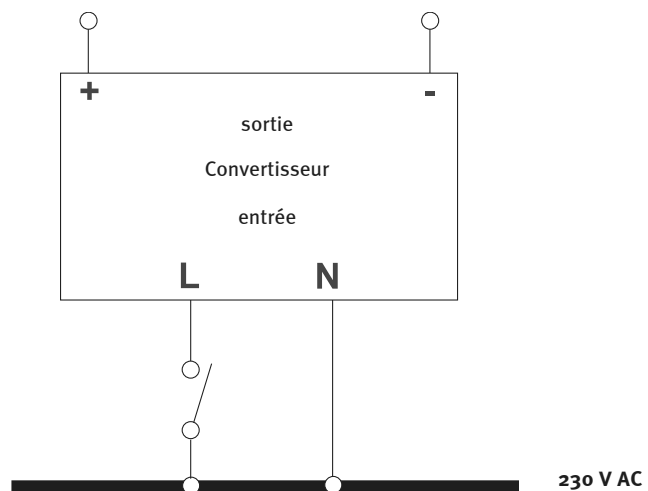 + -
sortie
Convertisseur
entrée
L N
230 V AC